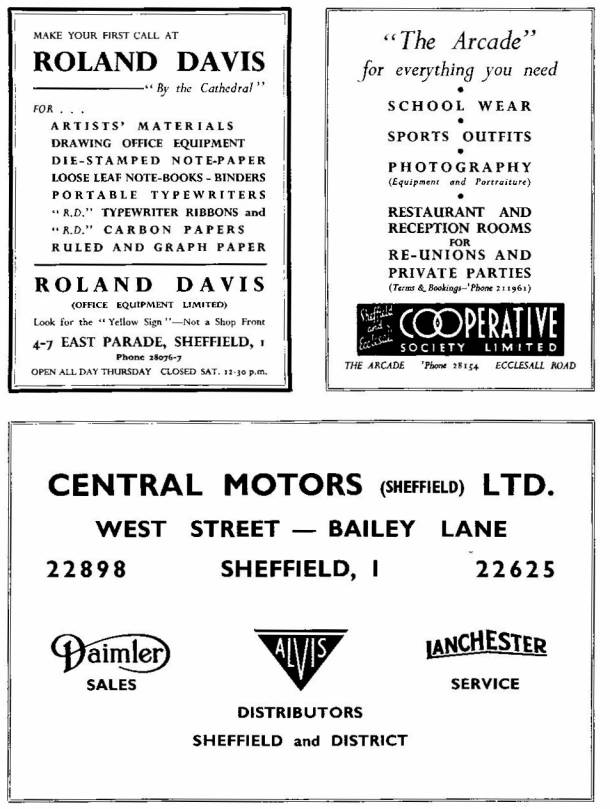 MAKE YOUR FIRST CALL AT
ROLAND DAVIS
"By the Cathedral"
FOR . . .
ARTISTS' MATERIALS
DRAWING OFFICE EQUIPMENT
DIE-STAMPED NOTE-PAPER
LOOSE LEAF NOTE-BOOKS - BINDERS
PORTABLE TYPEWRITERS
"R.D." TYPEWRITER RIBBONS and
"R.D." CARBON PAPERS
RULED AND GRAPH PAPER
ROLAND DAVIS
(OFFICE EQUIPMENT LIMITED)
Look for the "Yellow Sign"—Not a Shop Front
4-7 EAST PARADE, SHEFFIELD, 1
Phone 28076-7
OPEN ALL DAY THURSDAY CLOSED SAT. 12-30 p.m.
"The Arcade"
for everything you need
SCHOOL WEAR
SPORTS OUTFITS
PHOTOGRAPHY
(Equipment and Portraiture)
RESTAURANT AND
RECEPTION ROOMS
FOR
RE-UNIONS AND
PRIVATE PARTIES
(Terms & Bookings—'Phone 211961)
Sheffield
and
Ecclesall
COOPERATIVE
SOCIETY LIMITED
THE ARCADE 'Phone 28154 ECCLESALL ROAD
CENTRAL MOTORS (SHEFFIELD) LTD.
WEST STREET — BAILEY LANE
22898 SHEFFIELD, 1 22625
Daimler ALVIS LANCHESTER
SALES SERVICE
DISTRIBUTORS
SHEFFIELD and DISTRICT